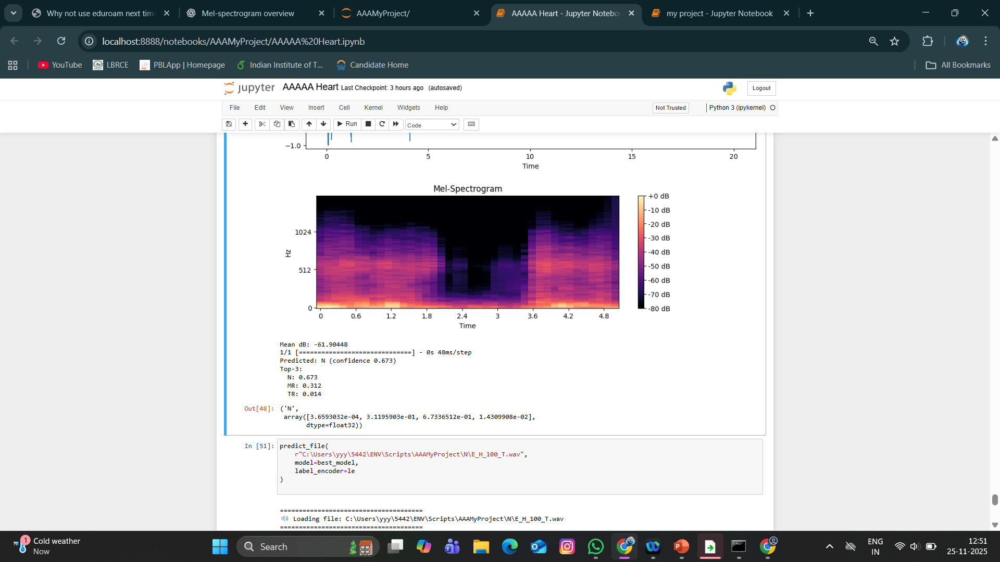 Why not use eduroam next tim
Mel-spectrogram overview
AAAMyProject/
AAAAA Heart - Jupyter Notebo
my project - Jupyter Notebook
localhost:8888/notebooks/AAAMyProject/AAAAA%20Heart.ipynb
YouTube
LBRCE
PBLApp | Homepage
Indian Institute of T...
Candidate Home
All Bookmarks
jupyter
AAAAA Heart Last Checkpoint: 3 hours ago (autosaved)
Logout
File Edit View Insert Cell Kernel Widgets Help
Not Trusted
Python 3 (ipykernel)
Run
Code
−1.0
0 5 10 15 20
Time
Mel-Spectrogram
1024
512
0
Hz
0 0.6 1.2 1.8 2.4 3 3.6 4.2 4.8
Time
+0 dB
-10 dB
-20 dB
-30 dB
-40 dB
-50 dB
-60 dB
-70 dB
-80 dB
Mean dB: -61.90448
1/1 [==============================] - 0s 48ms/step
Predicted: N (confidence 0.673)
Top-3:
N: 0.673
MR: 0.312
TR: 0.014
Out[48]: ('N',
array([3.6593032e-04, 3.1195903e-01, 6.7336512e-01, 1.4309908e-02],
dtype=float32))
In [51]: predict_file(
r"C:\Users\yyy\5442\ENV\Scripts\AAAMyProject\N\E_H_100_T.wav",
model=best_model,
label_encoder=le
)
======================================
Loading file: C:\Users\yyy\5442\ENV\Scripts\AAAMyProject\N\E_H_100_T.wav
======================================
1
Cold weather
Now
Search
ENG
IN
12:51
25-11-2025